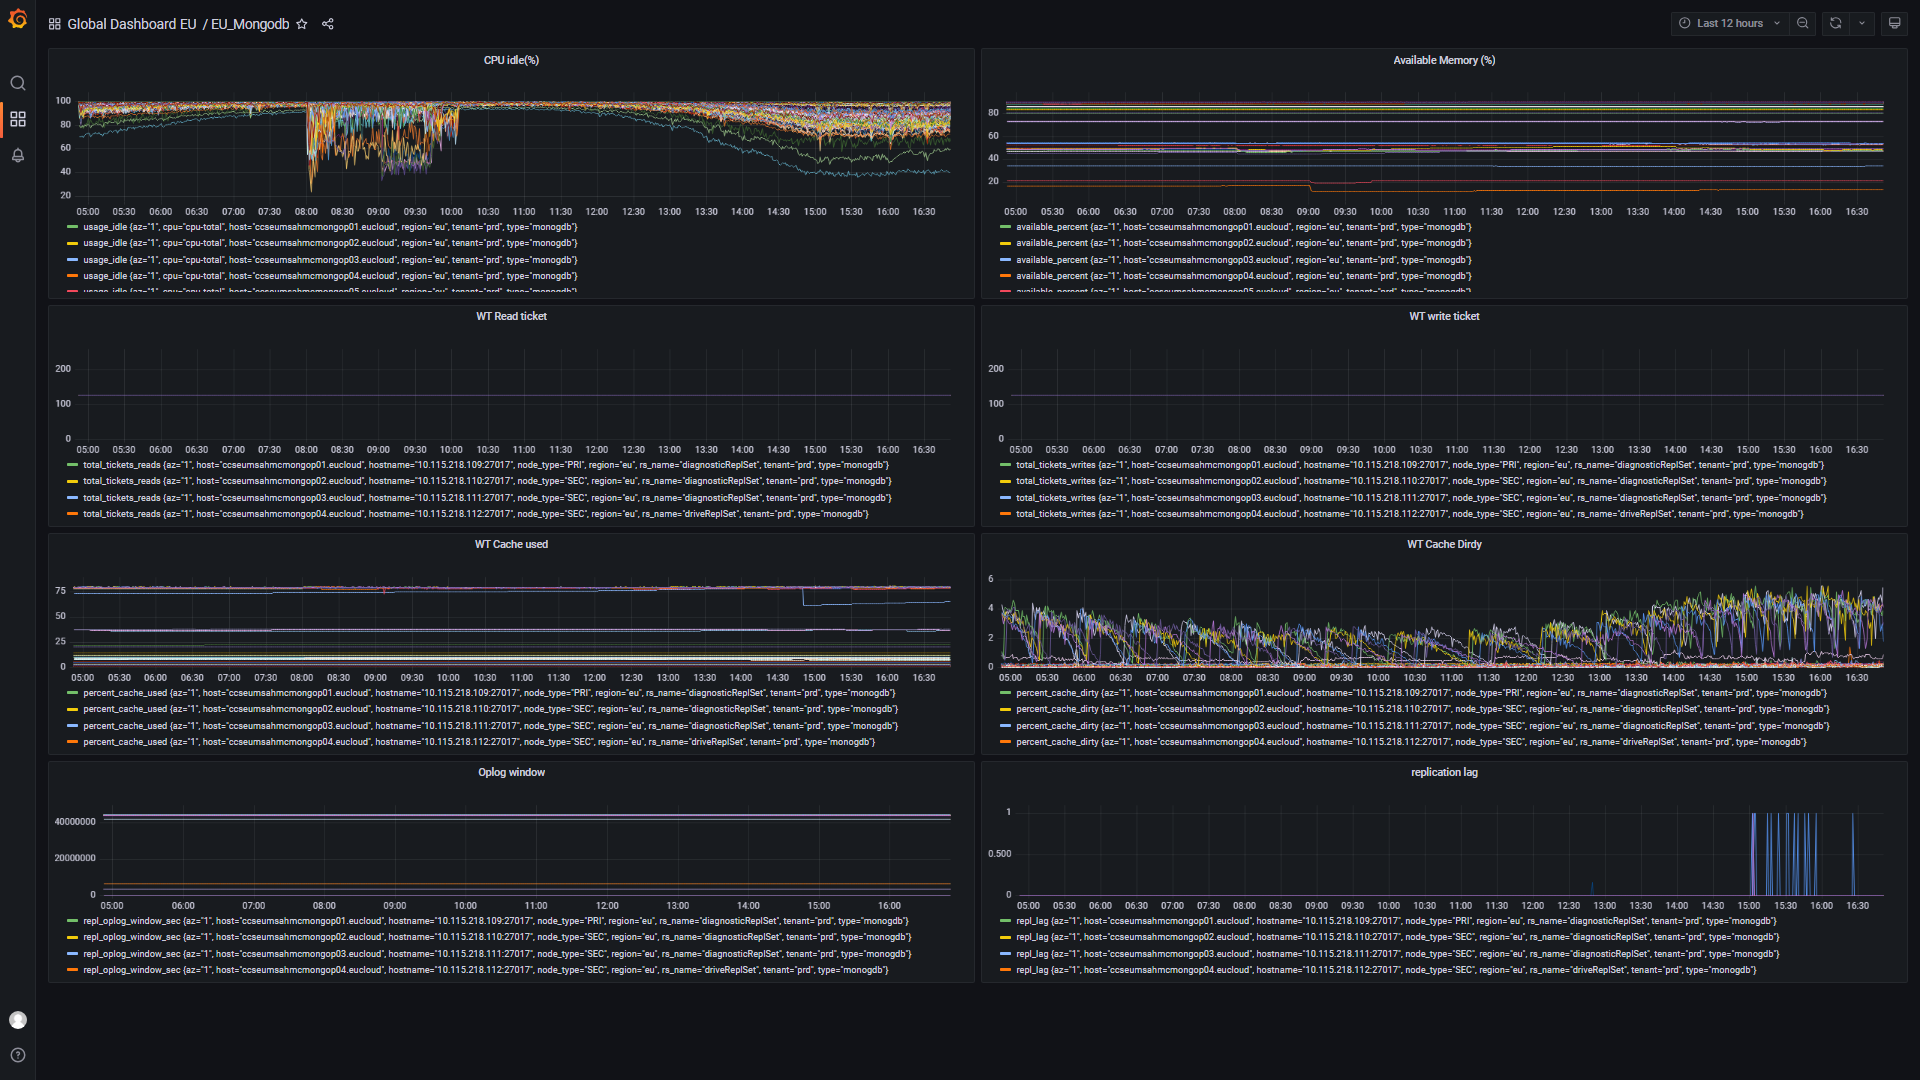 Global Dashboard EU / EU_Mongodb
Last 12 hours
CPU idle(%)
100
80
60
40
20
05:00 05:30 06:00 06:30 07:00 07:30 08:00 08:30 09:00 09:30 10:00 10:30 11:00 11:30 12:00 12:30 13:00 13:30 14:00 14:30 15:00 15:30 16:00 16:30
usage_idle {az="1", cpu="cpu-total", host="ccseumsahmcmongop01.eucloud", region="eu", tenant="prd", type="monogdb"}
usage_idle {az="1", cpu="cpu-total", host="ccseumsahmcmongop02.eucloud", region="eu", tenant="prd", type="monogdb"}
usage_idle {az="1", cpu="cpu-total", host="ccseumsahmcmongop03.eucloud", region="eu", tenant="prd", type="monogdb"}
usage_idle {az="1", cpu="cpu-total", host="ccseumsahmcmongop04.eucloud", region="eu", tenant="prd", type="monogdb"}
usage_idle {az="1", cpu="cpu-total", host="ccseumsahmcmongop05.eucloud", region="eu", tenant="prd", type="monogdb"}
Available Memory (%)
80
60
40
20
05:00 05:30 06:00 06:30 07:00 07:30 08:00 08:30 09:00 09:30 10:00 10:30 11:00 11:30 12:00 12:30 13:00 13:30 14:00 14:30 15:00 15:30 16:00 16:30
available_percent {az="1", host="ccseumsahmcmongop01.eucloud", region="eu", tenant="prd", type="monogdb"}
available_percent {az="1", host="ccseumsahmcmongop02.eucloud", region="eu", tenant="prd", type="monogdb"}
available_percent {az="1", host="ccseumsahmcmongop03.eucloud", region="eu", tenant="prd", type="monogdb"}
available_percent {az="1", host="ccseumsahmcmongop04.eucloud", region="eu", tenant="prd", type="monogdb"}
available_percent {az="1", host="ccseumsahmcmongop05.eucloud", region="eu", tenant="prd", type="monogdb"}
WT Read ticket
200
100
0
05:00 05:30 06:00 06:30 07:00 07:30 08:00 08:30 09:00 09:30 10:00 10:30 11:00 11:30 12:00 12:30 13:00 13:30 14:00 14:30 15:00 15:30 16:00 16:30
total_tickets_reads {az="1", host="ccseumsahmcmongop01.eucloud", hostname="10.115.218.109:27017", node_type="PRI", region="eu", rs_name="diagnosticReplSet", tenant="prd", type="monogdb"}
total_tickets_reads {az="1", host="ccseumsahmcmongop02.eucloud", hostname="10.115.218.110:27017", node_type="SEC", region="eu", rs_name="diagnosticReplSet", tenant="prd", type="monogdb"}
total_tickets_reads {az="1", host="ccseumsahmcmongop03.eucloud", hostname="10.115.218.111:27017", node_type="SEC", region="eu", rs_name="diagnosticReplSet", tenant="prd", type="monogdb"}
total_tickets_reads {az="1", host="ccseumsahmcmongop04.eucloud", hostname="10.115.218.112:27017", node_type="SEC", region="eu", rs_name="driveReplSet", tenant="prd", type="monogdb"}
WT write ticket
200
100
0
05:00 05:30 06:00 06:30 07:00 07:30 08:00 08:30 09:00 09:30 10:00 10:30 11:00 11:30 12:00 12:30 13:00 13:30 14:00 14:30 15:00 15:30 16:00 16:30
total_tickets_writes {az="1", host="ccseumsahmcmongop01.eucloud", hostname="10.115.218.109:27017", node_type="PRI", region="eu", rs_name="diagnosticReplSet", tenant="prd", type="monogdb"}
total_tickets_writes {az="1", host="ccseumsahmcmongop02.eucloud", hostname="10.115.218.110:27017", node_type="SEC", region="eu", rs_name="diagnosticReplSet", tenant="prd", type="monogdb"}
total_tickets_writes {az="1", host="ccseumsahmcmongop03.eucloud", hostname="10.115.218.111:27017", node_type="SEC", region="eu", rs_name="diagnosticReplSet", tenant="prd", type="monogdb"}
total_tickets_writes {az="1", host="ccseumsahmcmongop04.eucloud", hostname="10.115.218.112:27017", node_type="SEC", region="eu", rs_name="driveReplSet", tenant="prd", type="monogdb"}
WT Cache used
75
50
25
0
05:00 05:30 06:00 06:30 07:00 07:30 08:00 08:30 09:00 09:30 10:00 10:30 11:00 11:30 12:00 12:30 13:00 13:30 14:00 14:30 15:00 15:30 16:00 16:30
percent_cache_used {az="1", host="ccseumsahmcmongop01.eucloud", hostname="10.115.218.109:27017", node_type="PRI", region="eu", rs_name="diagnosticReplSet", tenant="prd", type="monogdb"}
percent_cache_used {az="1", host="ccseumsahmcmongop02.eucloud", hostname="10.115.218.110:27017", node_type="SEC", region="eu", rs_name="diagnosticReplSet", tenant="prd", type="monogdb"}
percent_cache_used {az="1", host="ccseumsahmcmongop03.eucloud", hostname="10.115.218.111:27017", node_type="SEC", region="eu", rs_name="diagnosticReplSet", tenant="prd", type="monogdb"}
percent_cache_used {az="1", host="ccseumsahmcmongop04.eucloud", hostname="10.115.218.112:27017", node_type="SEC", region="eu", rs_name="driveReplSet", tenant="prd", type="monogdb"}
WT Cache Dirdy
6
4
2
0
05:00 05:30 06:00 06:30 07:00 07:30 08:00 08:30 09:00 09:30 10:00 10:30 11:00 11:30 12:00 12:30 13:00 13:30 14:00 14:30 15:00 15:30 16:00 16:30
percent_cache_dirty {az="1", host="ccseumsahmcmongop01.eucloud", hostname="10.115.218.109:27017", node_type="PRI", region="eu", rs_name="diagnosticReplSet", tenant="prd", type="monogdb"}
percent_cache_dirty {az="1", host="ccseumsahmcmongop02.eucloud", hostname="10.115.218.110:27017", node_type="SEC", region="eu", rs_name="diagnosticReplSet", tenant="prd", type="monogdb"}
percent_cache_dirty {az="1", host="ccseumsahmcmongop03.eucloud", hostname="10.115.218.111:27017", node_type="SEC", region="eu", rs_name="diagnosticReplSet", tenant="prd", type="monogdb"}
percent_cache_dirty {az="1", host="ccseumsahmcmongop04.eucloud", hostname="10.115.218.112:27017", node_type="SEC", region="eu", rs_name="driveReplSet", tenant="prd", type="monogdb"}
Oplog window
40000000
20000000
0
05:00 06:00 07:00 08:00 09:00 10:00 11:00 12:00 13:00 14:00 15:00 16:00
repl_oplog_window_sec {az="1", host="ccseumsahmcmongop01.eucloud", hostname="10.115.218.109:27017", node_type="PRI", region="eu", rs_name="diagnosticReplSet", tenant="prd", type="monogdb"}
repl_oplog_window_sec {az="1", host="ccseumsahmcmongop02.eucloud", hostname="10.115.218.110:27017", node_type="SEC", region="eu", rs_name="diagnosticReplSet", tenant="prd", type="monogdb"}
repl_oplog_window_sec {az="1", host="ccseumsahmcmongop03.eucloud", hostname="10.115.218.111:27017", node_type="SEC", region="eu", rs_name="diagnosticReplSet", tenant="prd", type="monogdb"}
repl_oplog_window_sec {az="1", host="ccseumsahmcmongop04.eucloud", hostname="10.115.218.112:27017", node_type="SEC", region="eu", rs_name="driveReplSet", tenant="prd", type="monogdb"}
replication lag
1
0.500
0
05:00 05:30 06:00 06:30 07:00 07:30 08:00 08:30 09:00 09:30 10:00 10:30 11:00 11:30 12:00 12:30 13:00 13:30 14:00 14:30 15:00 15:30 16:00 16:30
repl_lag {az="1", host="ccseumsahmcmongop01.eucloud", hostname="10.115.218.109:27017", node_type="PRI", region="eu", rs_name="diagnosticReplSet", tenant="prd", type="monogdb"}
repl_lag {az="1", host="ccseumsahmcmongop02.eucloud", hostname="10.115.218.110:27017", node_type="SEC", region="eu", rs_name="diagnosticReplSet", tenant="prd", type="monogdb"}
repl_lag {az="1", host="ccseumsahmcmongop03.eucloud", hostname="10.115.218.111:27017", node_type="SEC", region="eu", rs_name="diagnosticReplSet", tenant="prd", type="monogdb"}
repl_lag {az="1", host="ccseumsahmcmongop04.eucloud", hostname="10.115.218.112:27017", node_type="SEC", region="eu", rs_name="driveReplSet", tenant="prd", type="monogdb"}